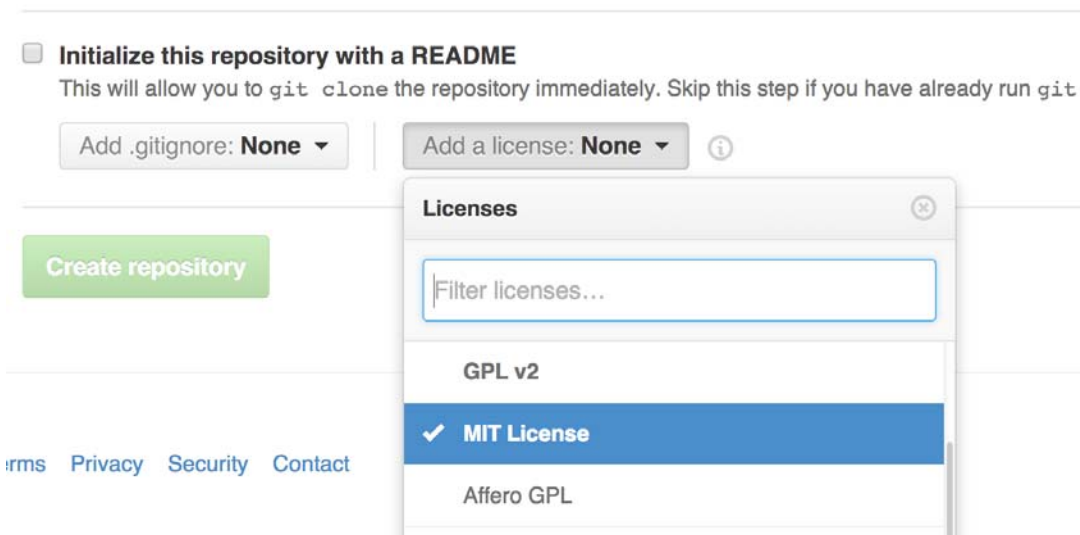 Initialize this repository with a README
This will allow you to git clone the repository immediately. Skip this step if you have already run git
Add .gitignore: None
Add a license: None
Licenses
Create repository
Filter licenses…
GPL v2
MIT License
erms Privacy Security Contact
Affero GPL